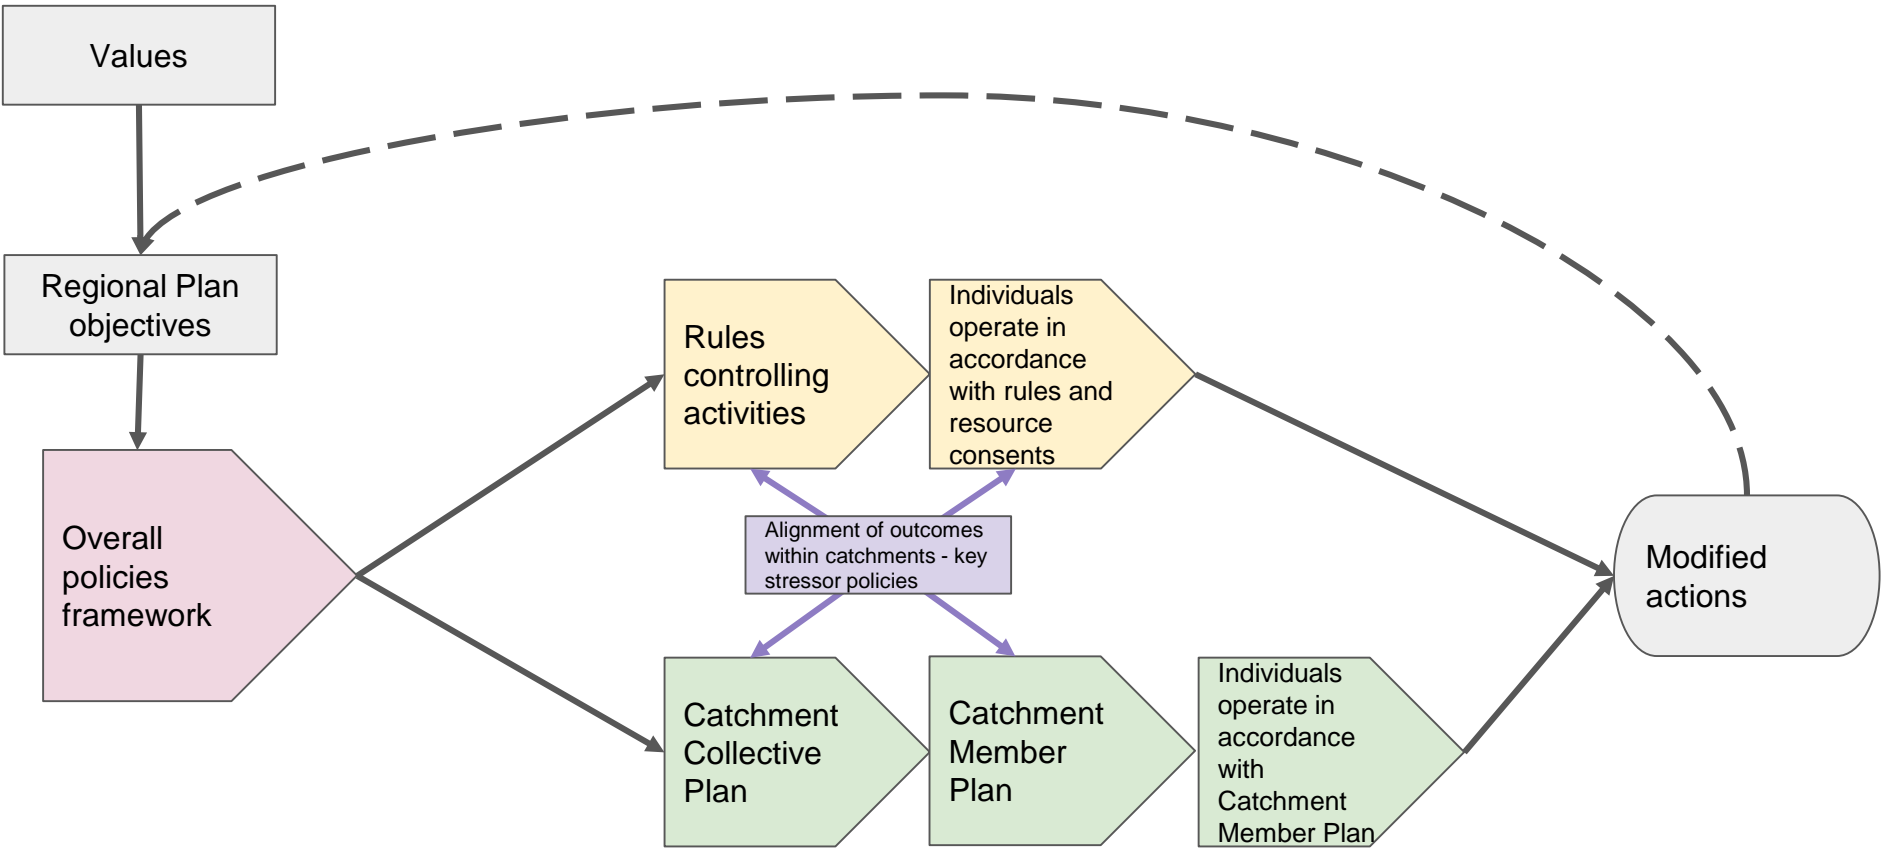 Values
Regional Plan
objectives
Overall
policies
framework
Rules
controlling
activities
Individuals
operate in
accordance
with rules and
resource
consents
Alignment of outcomes
within catchments - key
stressor policies
Catchment
Collective
Plan
Catchment
Member
Plan
Individuals
operate in
accordance
with
Catchment
Member Plan
Modified
actions